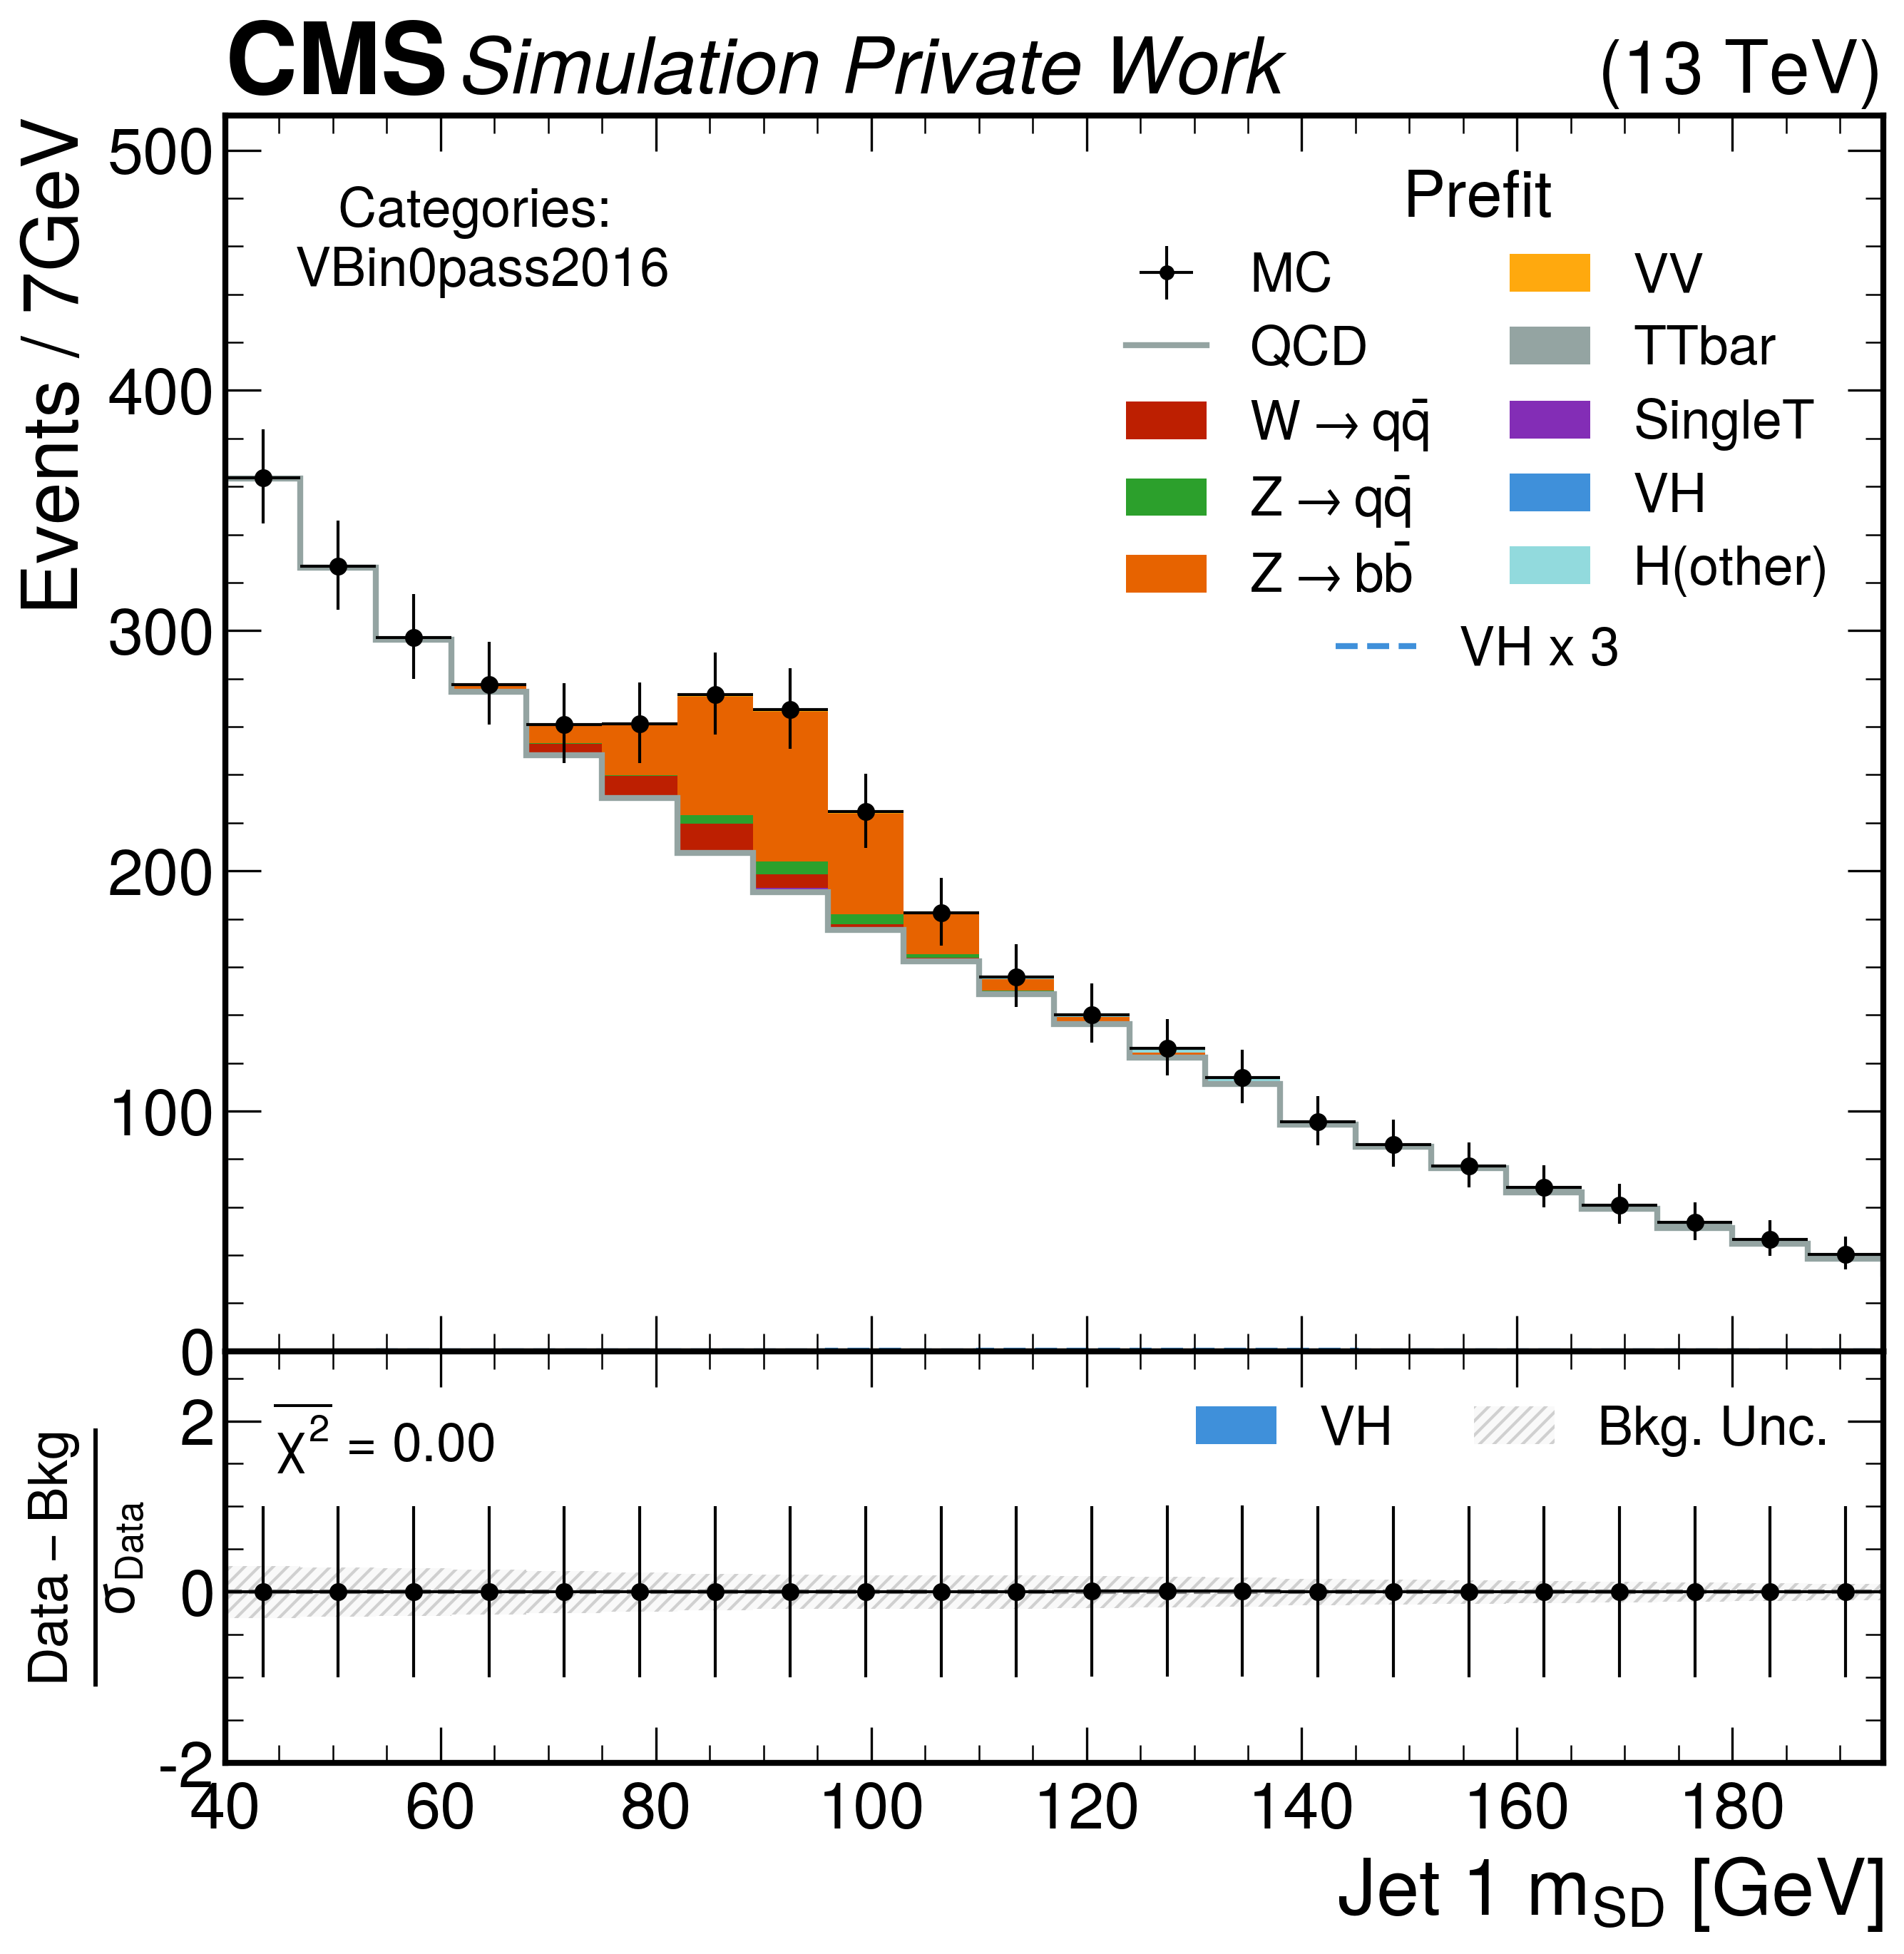 CMS Simulation Private Work (13 TeV)
Events / 7GeV
500
400
300
200
100
0
Categories:
VBin0pass2016
Prefit
MC
QCD
W → qq̄
Z → qq̄
Z → bb̄
VV
TTbar
SingleT
VH
H(other)
VH x 3
Data − Bkg
σData
2
0
-2
χ² = 0.00
VH
Bkg. Unc.
40 60 80 100 120 140 160 180
Jet 1 mSD [GeV]